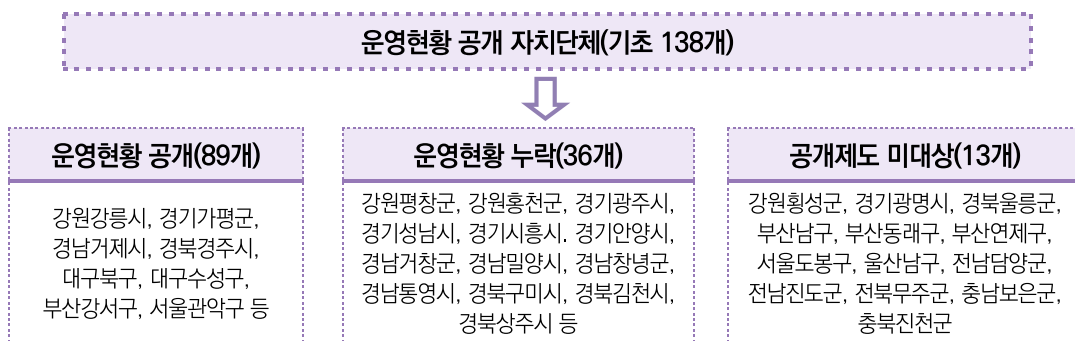 운영현황 공개 자치단체(기초 138개)
운영현황 공개(89개)
강원강릉시, 경기가평군,
경남거제시, 경북경주시,
대구북구, 대구수성구,
부산강서구, 서울관악구 등
운영현황 누락(36개)
강원평창군, 강원홍천군, 경기광주시,
경기성남시, 경기시흥시. 경기안양시,
경남거창군, 경남밀양시, 경남창녕군,
경남통영시, 경북구미시, 경북김천시,
경북상주시 등
공개제도 미대상(13개)
강원횡성군, 경기광명시, 경북울릉군,
부산남구, 부산동래구, 부산연제구,
서울도봉구, 울산남구, 전남담양군,
전남진도군, 전북무주군, 충남보은군,
충북진천군